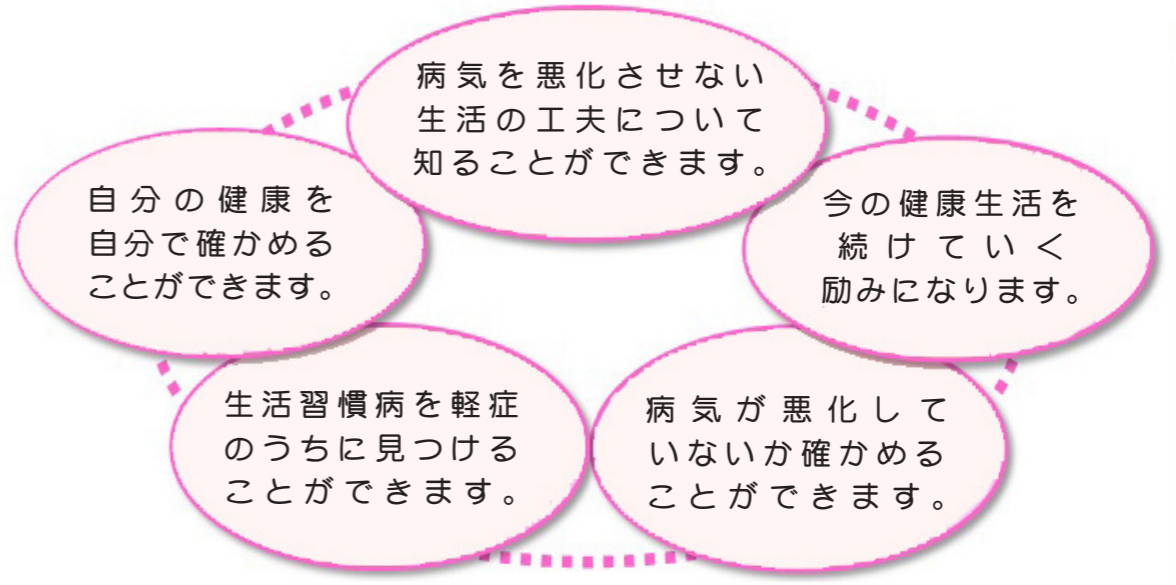 病気を悪化させない
生活の工夫について
知ることができます。
自分の健康を
自分で確かめる
ことができます。
今の健康生活を
続けていく
励みになります。
生活習慣病を軽症
のうちに見つける
ことができます。
病気が悪化して
いないか確かめる
ことができます。